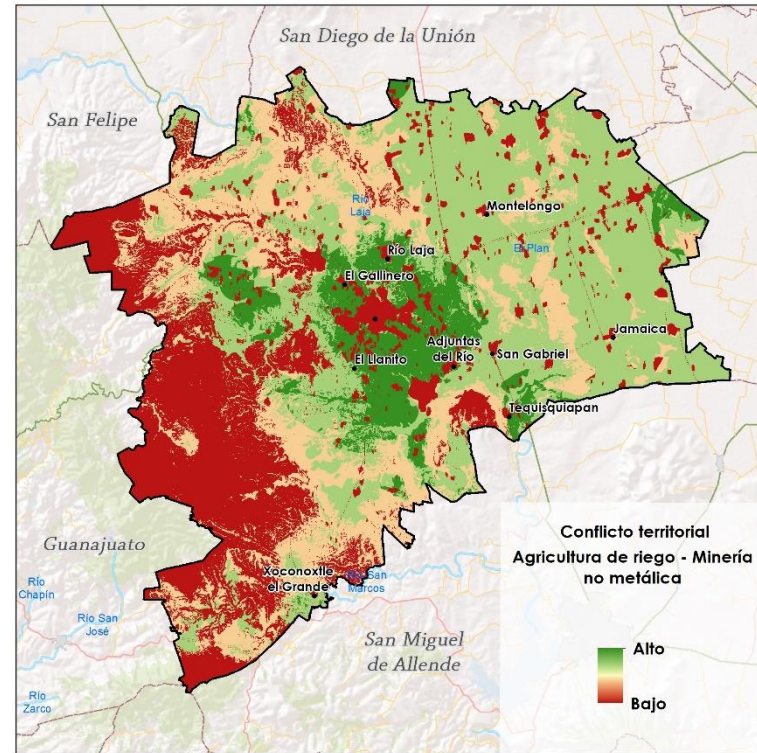 San Diego de la Unión
San Felipe
Montelongo
Río
Laja
El Plan
Río Laja
El Gallinero
Jamaica
Adjuntas
del Río
San Gabriel
El Llanito
Tequisquiapan
Guanajuato
Conflicto territorial
Agricultura de riego - Minería
no metálica
Xoconoxtle
el Grande
Río San
Marcos
Río
Chapín
Río San
José
San Miguel
de Allende
Alto
Bajo
Río
Zarco